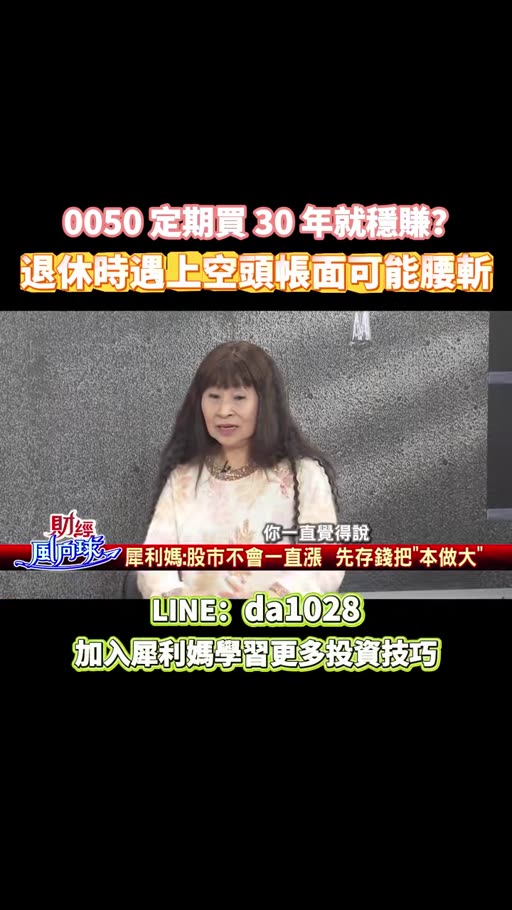 0050 定期買 30 年就穩賺?
退休時遇上空頭帳面可能腰斬
你一直覺得說
財經
風向球
犀利媽:股市不會一直漲 先存錢把"本做大"
LINE：da1028
加入犀利媽學習更多投資技巧